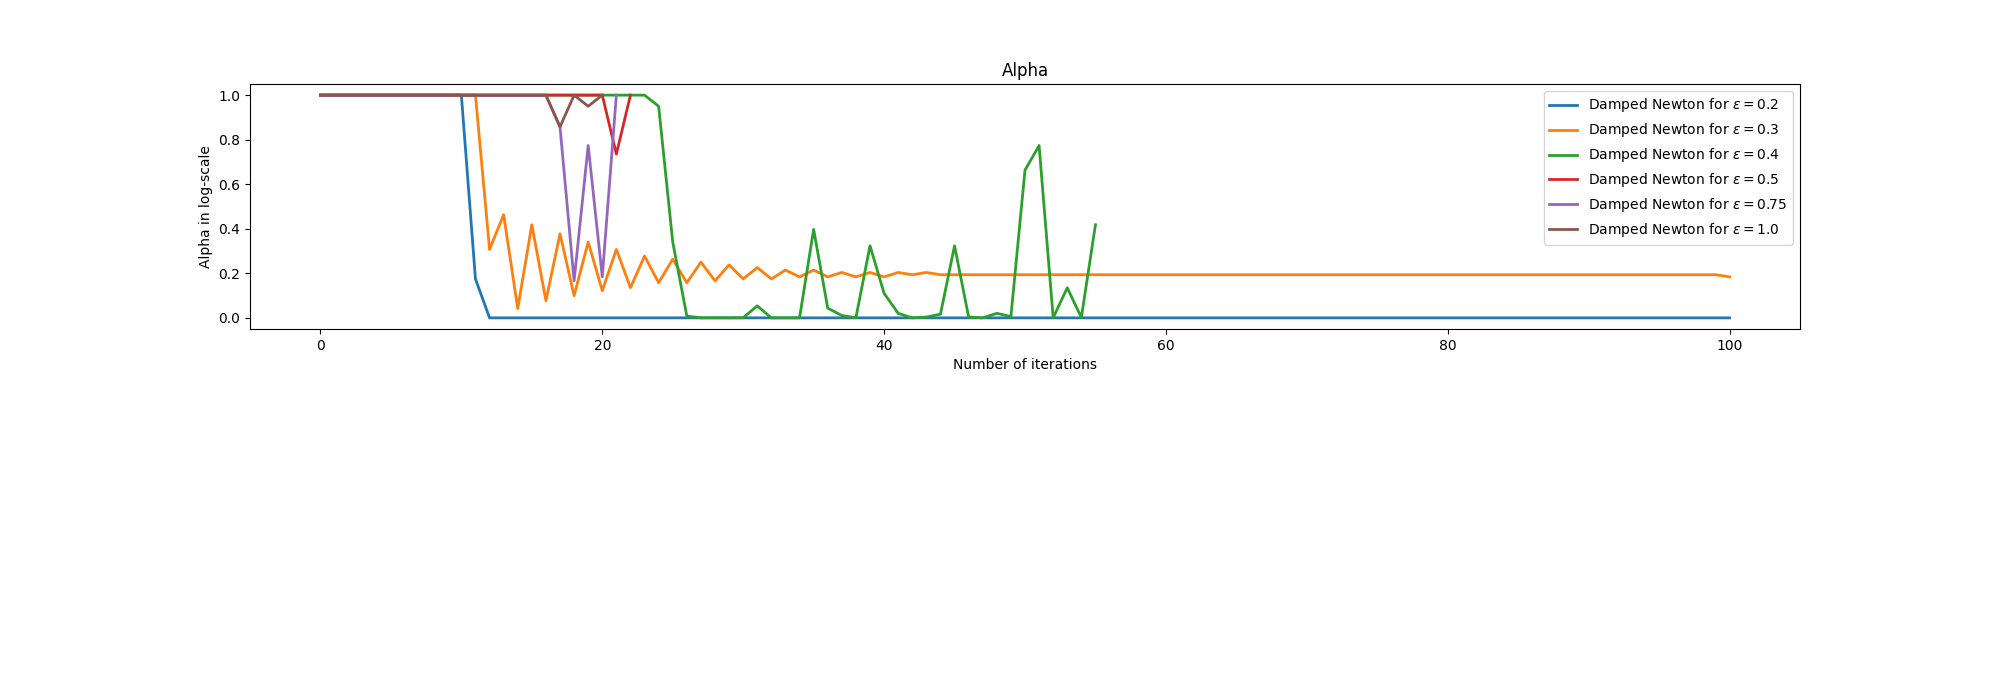 Alpha
Alpha in log-scale
1.0
0.8
0.6
0.4
0.2
0.0
0 20 40 60 80 100
Number of iterations
Damped Newton for ε = 0.2
Damped Newton for ε = 0.3
Damped Newton for ε = 0.4
Damped Newton for ε = 0.5
Damped Newton for ε = 0.75
Damped Newton for ε = 1.0